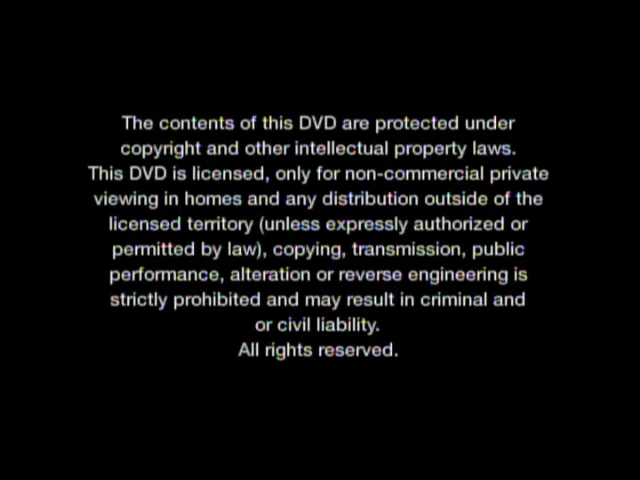 The contents of this DVD are protected under
copyright and other intellectual property laws.
This DVD is licensed, only for non-commercial private
viewing in homes and any distribution outside of the
licensed territory (unless expressly authorized or
permitted by law), copying, transmission, public
performance, alteration or reverse engineering is
strictly prohibited and may result in criminal and
or civil liability.
All rights reserved.